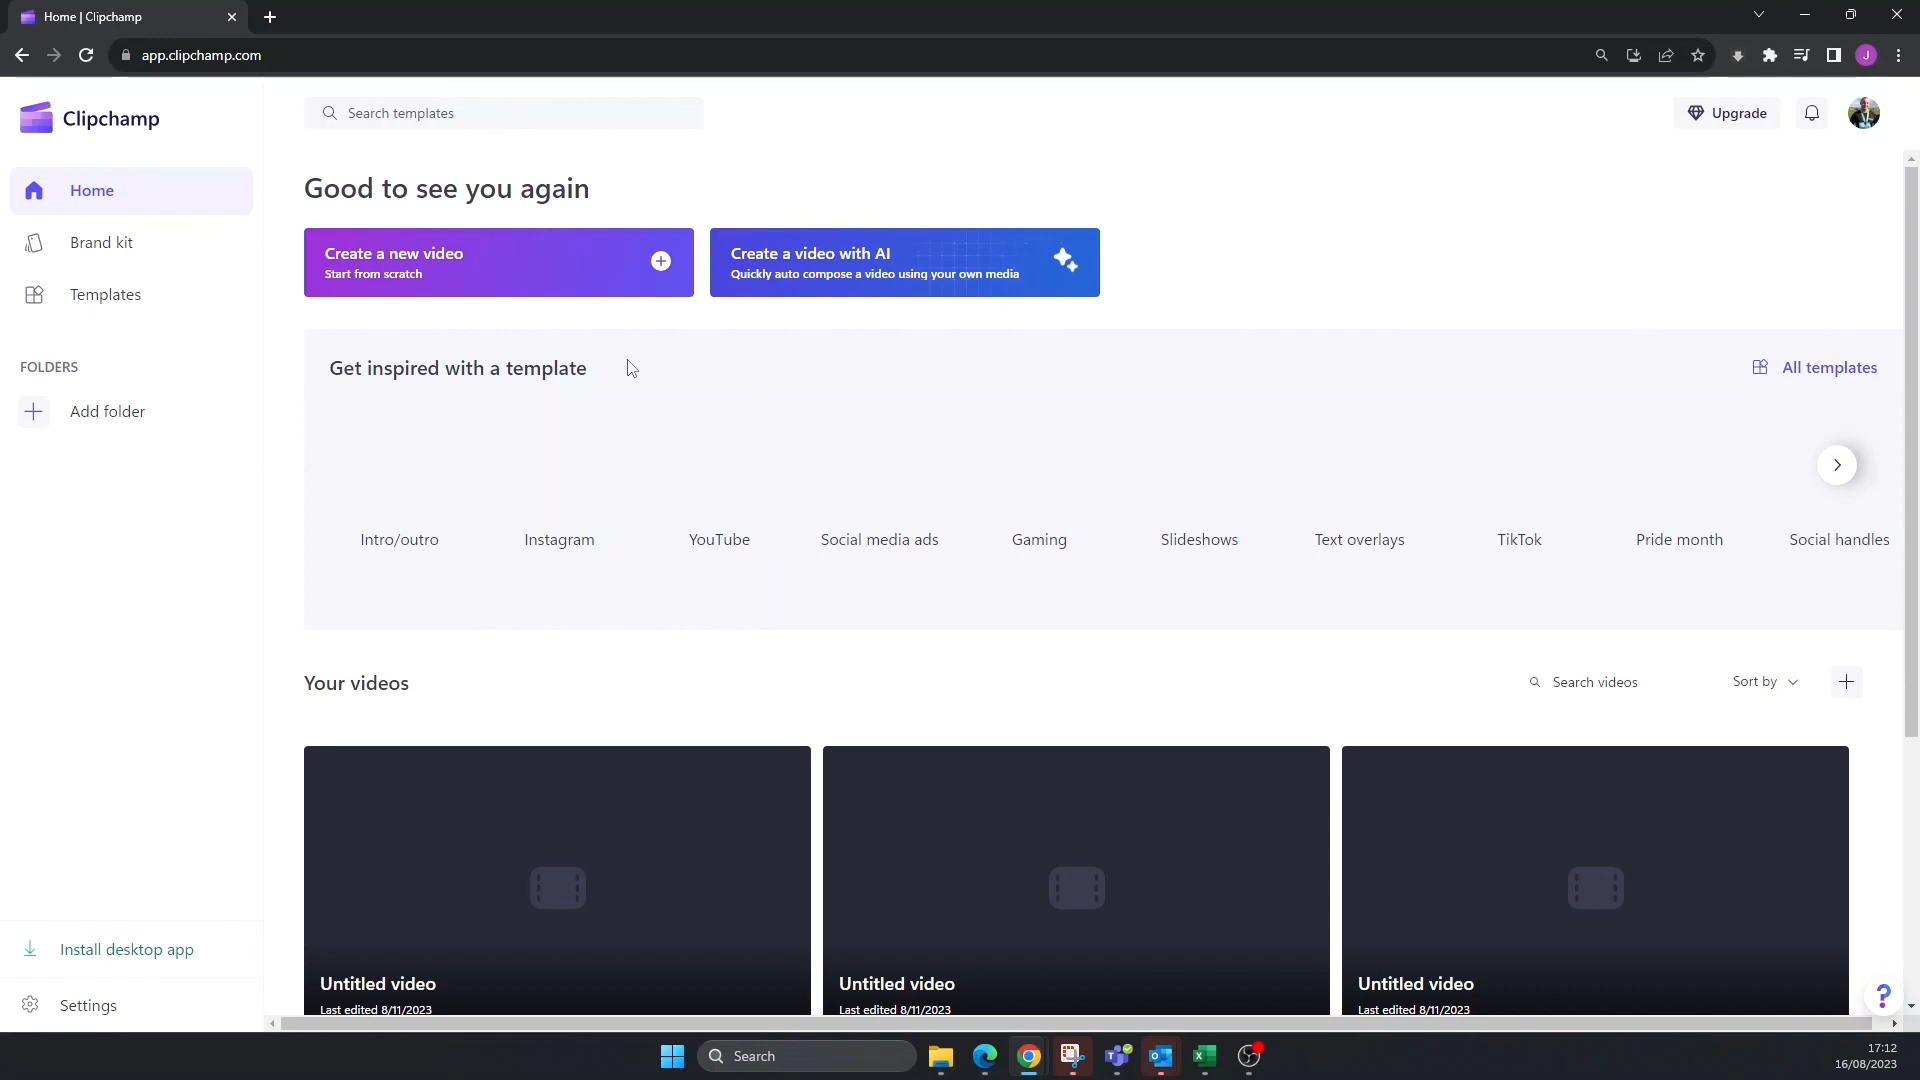 Home | Clipchamp
app.clipchamp.com
J
Clipchamp
Search templates
Upgrade
Home
Brand kit
Templates
FOLDERS
Add folder
Good to see you again
Create a new video
Start from scratch
Create a video with AI
Quickly auto compose a video using your own media
Get inspired with a template
All templates
Intro/outro
Instagram
YouTube
Social media ads
Gaming
Slideshows
Text overlays
TikTok
Pride month
Social handles
Your videos
Search videos
Sort by
Untitled video
Last edited 8/11/2023
Untitled video
Last edited 8/11/2023
Untitled video
Last edited 8/11/2023
Install desktop app
Settings
?
Search
17:12
16/08/2023